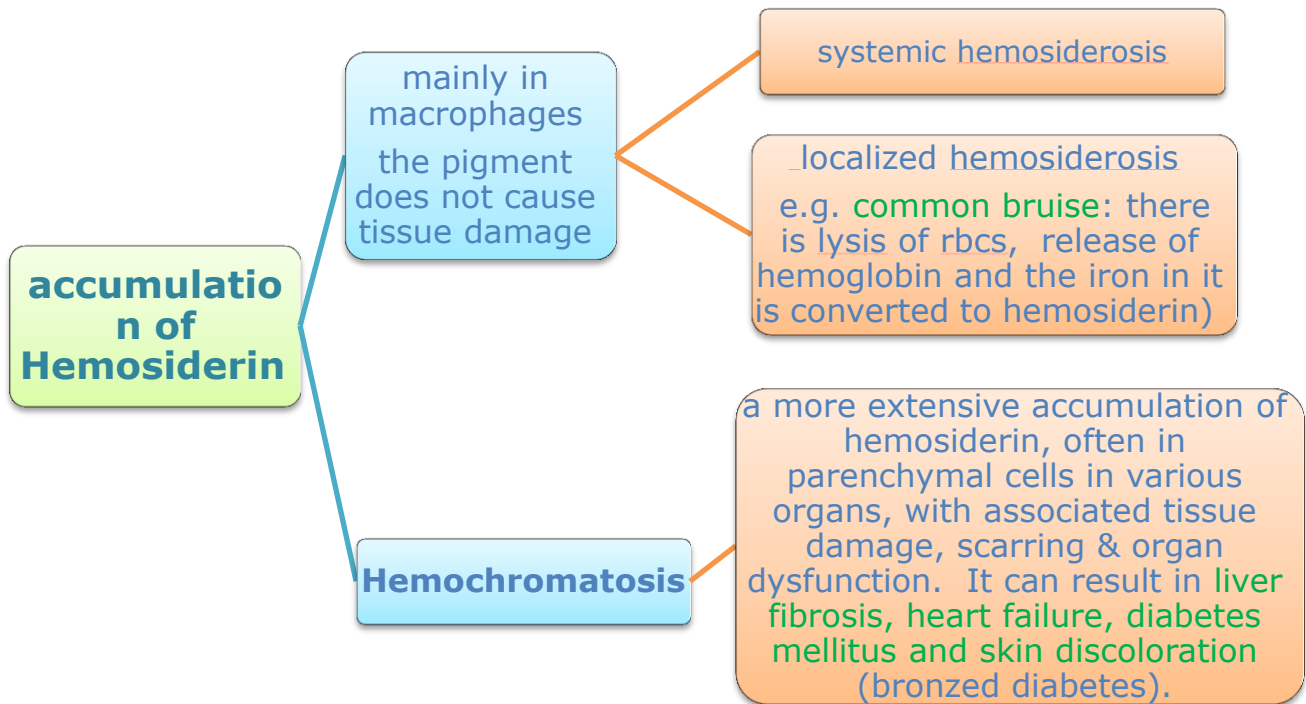 systemic hemosiderosis
mainly in
macrophages
the pigment
does not cause
tissue damage
_localized hemosiderosis
e.g. common bruise: there
is lysis of rbcs, release of
hemoglobin and the iron in it
is converted to hemosiderin)
accumulatio
n of
Hemosiderin
a more extensive accumulation of
hemosiderin, often in
parenchymal cells in various
organs, with associated tissue
damage, scarring & organ
dysfunction. It can result in liver
fibrosis, heart failure, diabetes
mellitus and skin discoloration
(bronzed diabetes).
Hemochromatosis